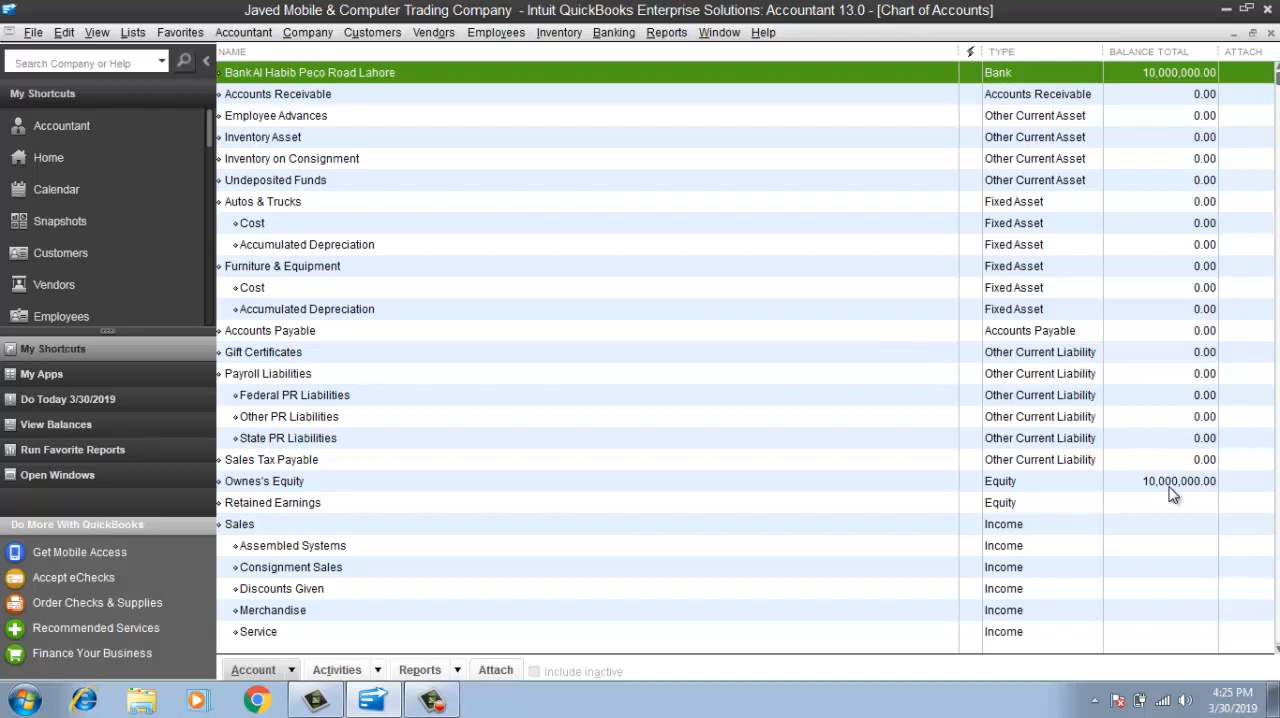 Javed Mobile & Computer Trading Company - Intuit QuickBooks Enterprise Solutions: Accountant 13.0 - [Chart of Accounts]
File Edit View Lists Favorites Accountant Company Customers Vendors Employees Inventory Banking Reports Window Help
Search Company or Help
My Shortcuts
Accountant
Home
Calendar
Snapshots
Customers
Vendors
Employees
My Shortcuts
My Apps
Do Today 3/30/2019
View Balances
Run Favorite Reports
Open Windows
Do More With QuickBooks
Get Mobile Access
Accept eChecks
Order Checks & Supplies
Recommended Services
Finance Your Business
NAME TYPE BALANCE TOTAL ATTACH
Bank Al Habib Peco Road Lahore Bank 10,000,000.00
Accounts Receivable Accounts Receivable 0.00
Employee Advances Other Current Asset 0.00
Inventory Asset Other Current Asset 0.00
Inventory on Consignment Other Current Asset 0.00
Undeposited Funds Other Current Asset 0.00
Autos & Trucks Fixed Asset 0.00
Cost Fixed Asset 0.00
Accumulated Depreciation Fixed Asset 0.00
Furniture & Equipment Fixed Asset 0.00
Cost Fixed Asset 0.00
Accumulated Depreciation Fixed Asset 0.00
Accounts Payable Accounts Payable 0.00
Gift Certificates Other Current Liability 0.00
Payroll Liabilities Other Current Liability 0.00
Federal PR Liabilities Other Current Liability 0.00
Other PR Liabilities Other Current Liability 0.00
State PR Liabilities Other Current Liability 0.00
Sales Tax Payable Other Current Liability 0.00
Ownes's Equity Equity 10,000,000.00
Retained Earnings Equity
Sales Income
Assembled Systems Income
Consignment Sales Income
Discounts Given Income
Merchandise Income
Service Income
Account Activities Reports Attach Include inactive
4:25 PM
3/30/2019